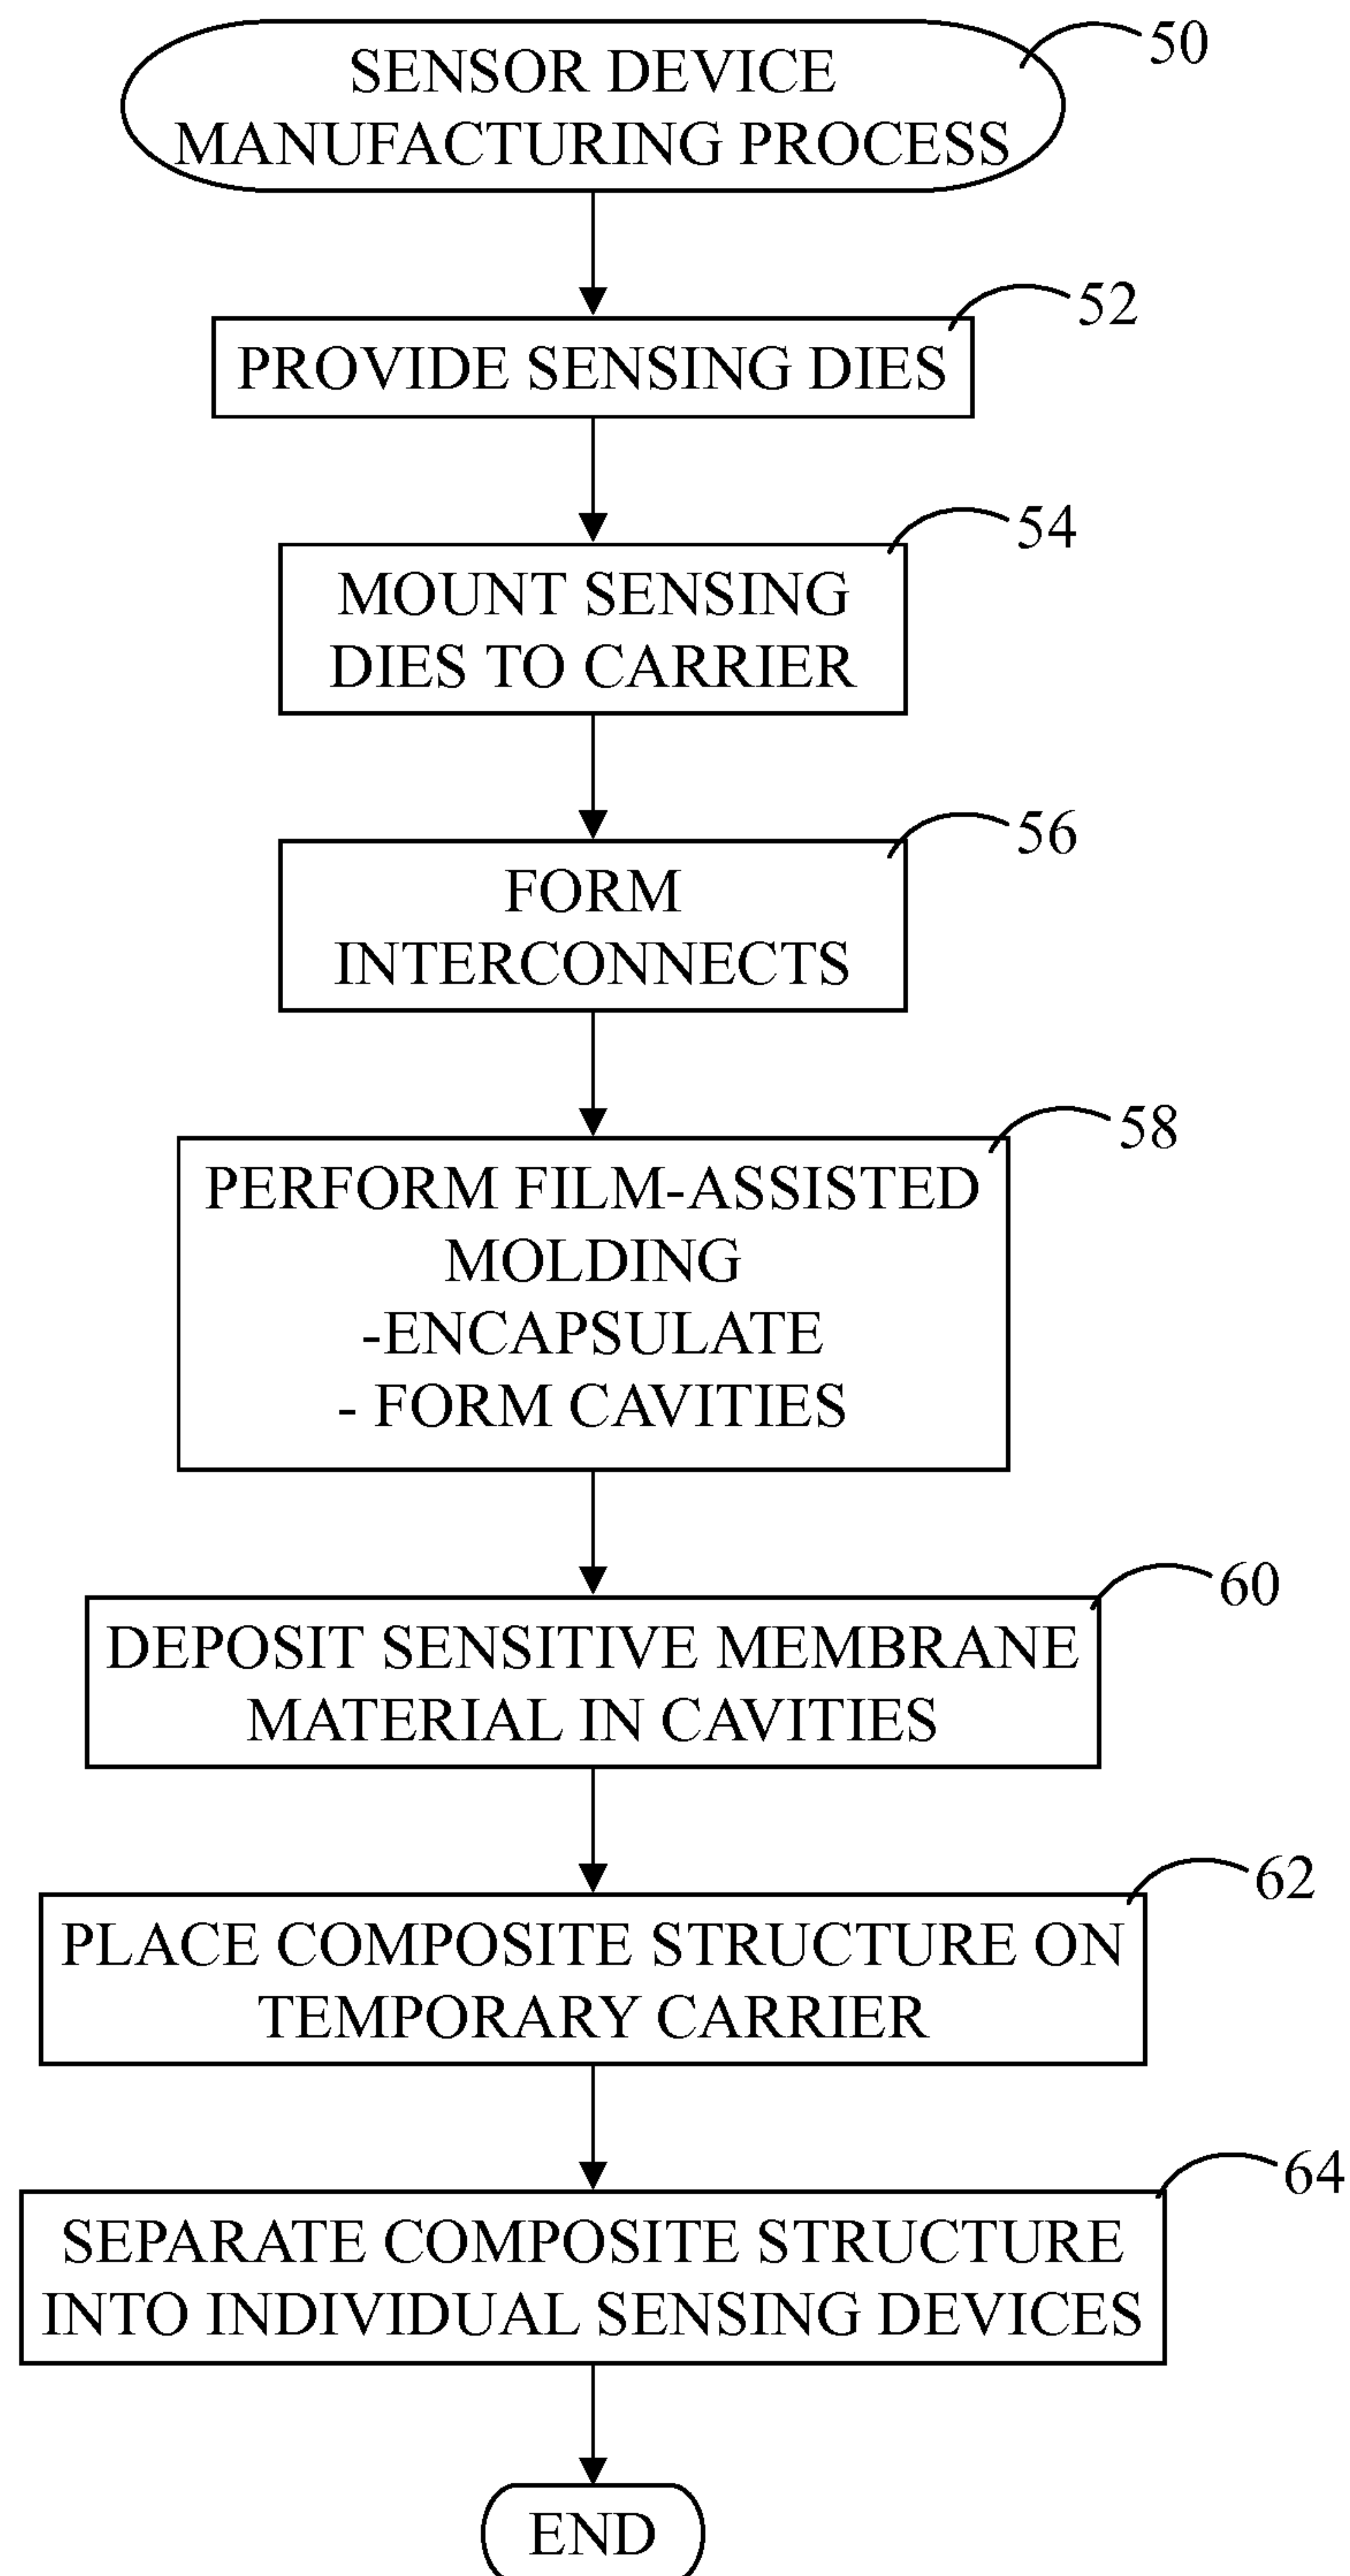 SENSOR DEVICE
MANUFACTURING PROCESS
50
PROVIDE SENSING DIES
52
MOUNT SENSING
DIES TO CARRIER
54
FORM
INTERCONNECTS
56
PERFORM FILM-ASSISTED
MOLDING
-ENCAPSULATE
- FORM CAVITIES
58
DEPOSIT SENSITIVE MEMBRANE
MATERIAL IN CAVITIES
60
PLACE COMPOSITE STRUCTURE ON
TEMPORARY CARRIER
62
SEPARATE COMPOSITE STRUCTURE
INTO INDIVIDUAL SENSING DEVICES
64
END